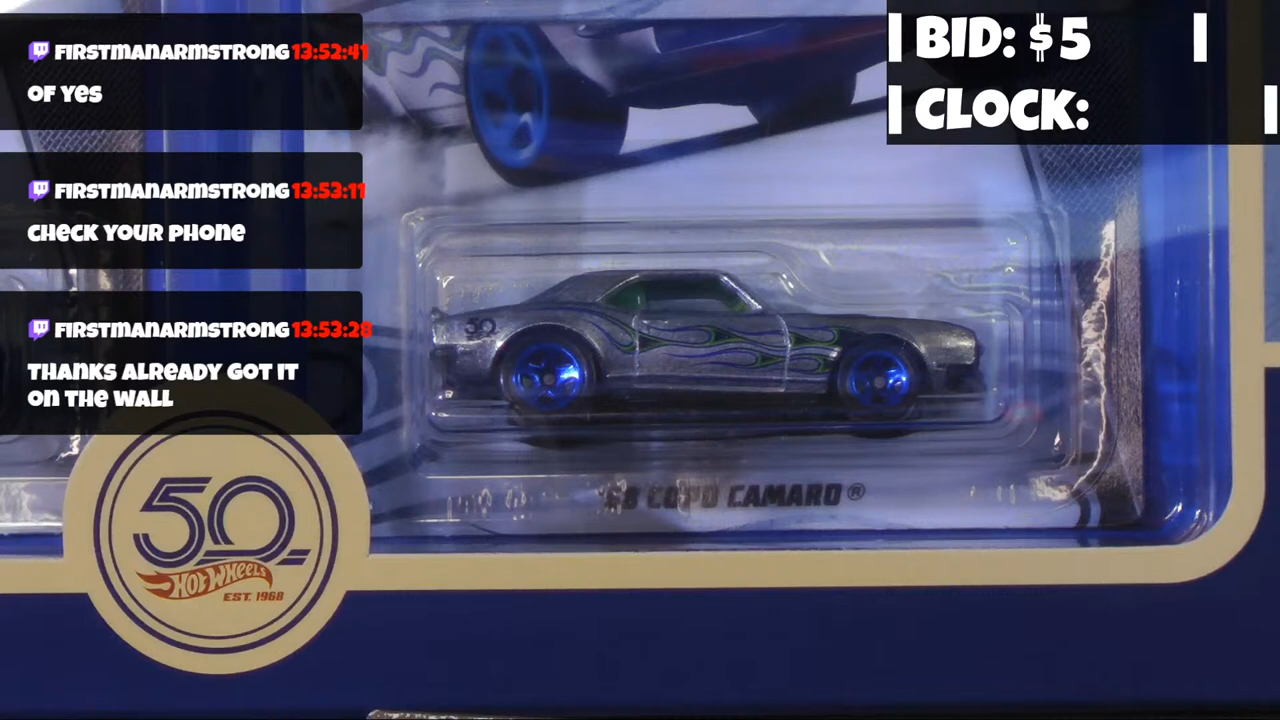 FIRSTMANARMSTRONG 13:52:41
OF YES
FIRSTMANARMSTRONG 13:53:11
CHECK YOUR PHONE
FIRSTMANARMSTRONG 13:53:28
THANKS ALREADY GOT IT
ON THE WALL
| BID: $5 |
| CLOCK: |
50
'68 COPO CAMARO®
50
HOT WHEELS
EST. 1968